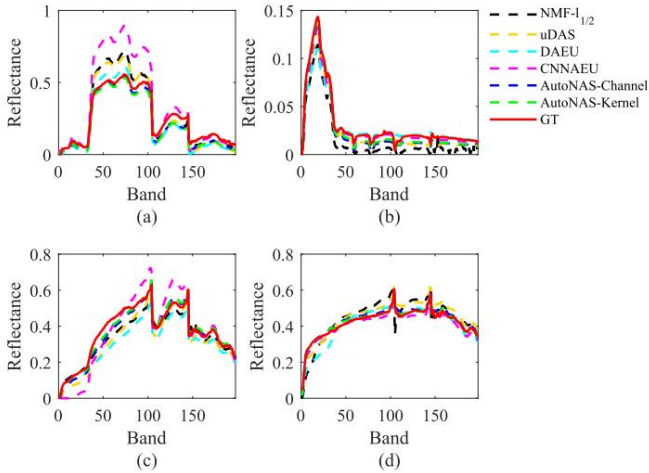 1
0.5
0
Reflectance
0 50 100 150
Band
(a)
0.15
0.1
0.05
0
Reflectance
0 50 100 150
Band
(b)
NMF-l1/2
uDAS
DAEU
CNNAEU
AutoNAS-Channel
AutoNAS-Kernel
GT
0.8
0.6
0.4
0.2
0
Reflectance
0 50 100 150
Band
(c)
0.8
0.6
0.4
0.2
0
Reflectance
0 50 100 150
Band
(d)